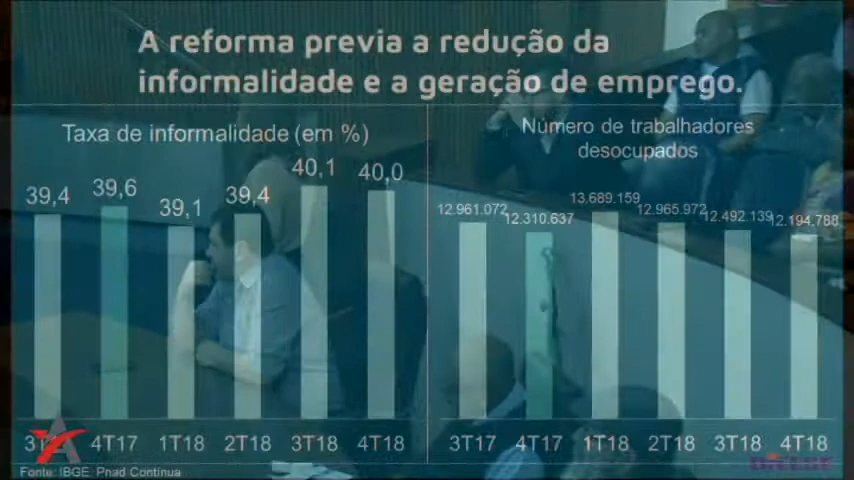 A reforma previa a redução da
informalidade e a geração de emprego.
Taxa de informalidade (em %)
39,4 39,6 39,1 39,4 40,1 40,0
3T17 4T17 1T18 2T18 3T18 4T18
Número de trabalhadores
desocupados
12.961.072 12.310.637 13.689.159 12.965.972 12.492.139 12.194.788
3T17 4T17 1T18 2T18 3T18 4T18
Fonte: IBGE. Pnad Contínua
DIEESE